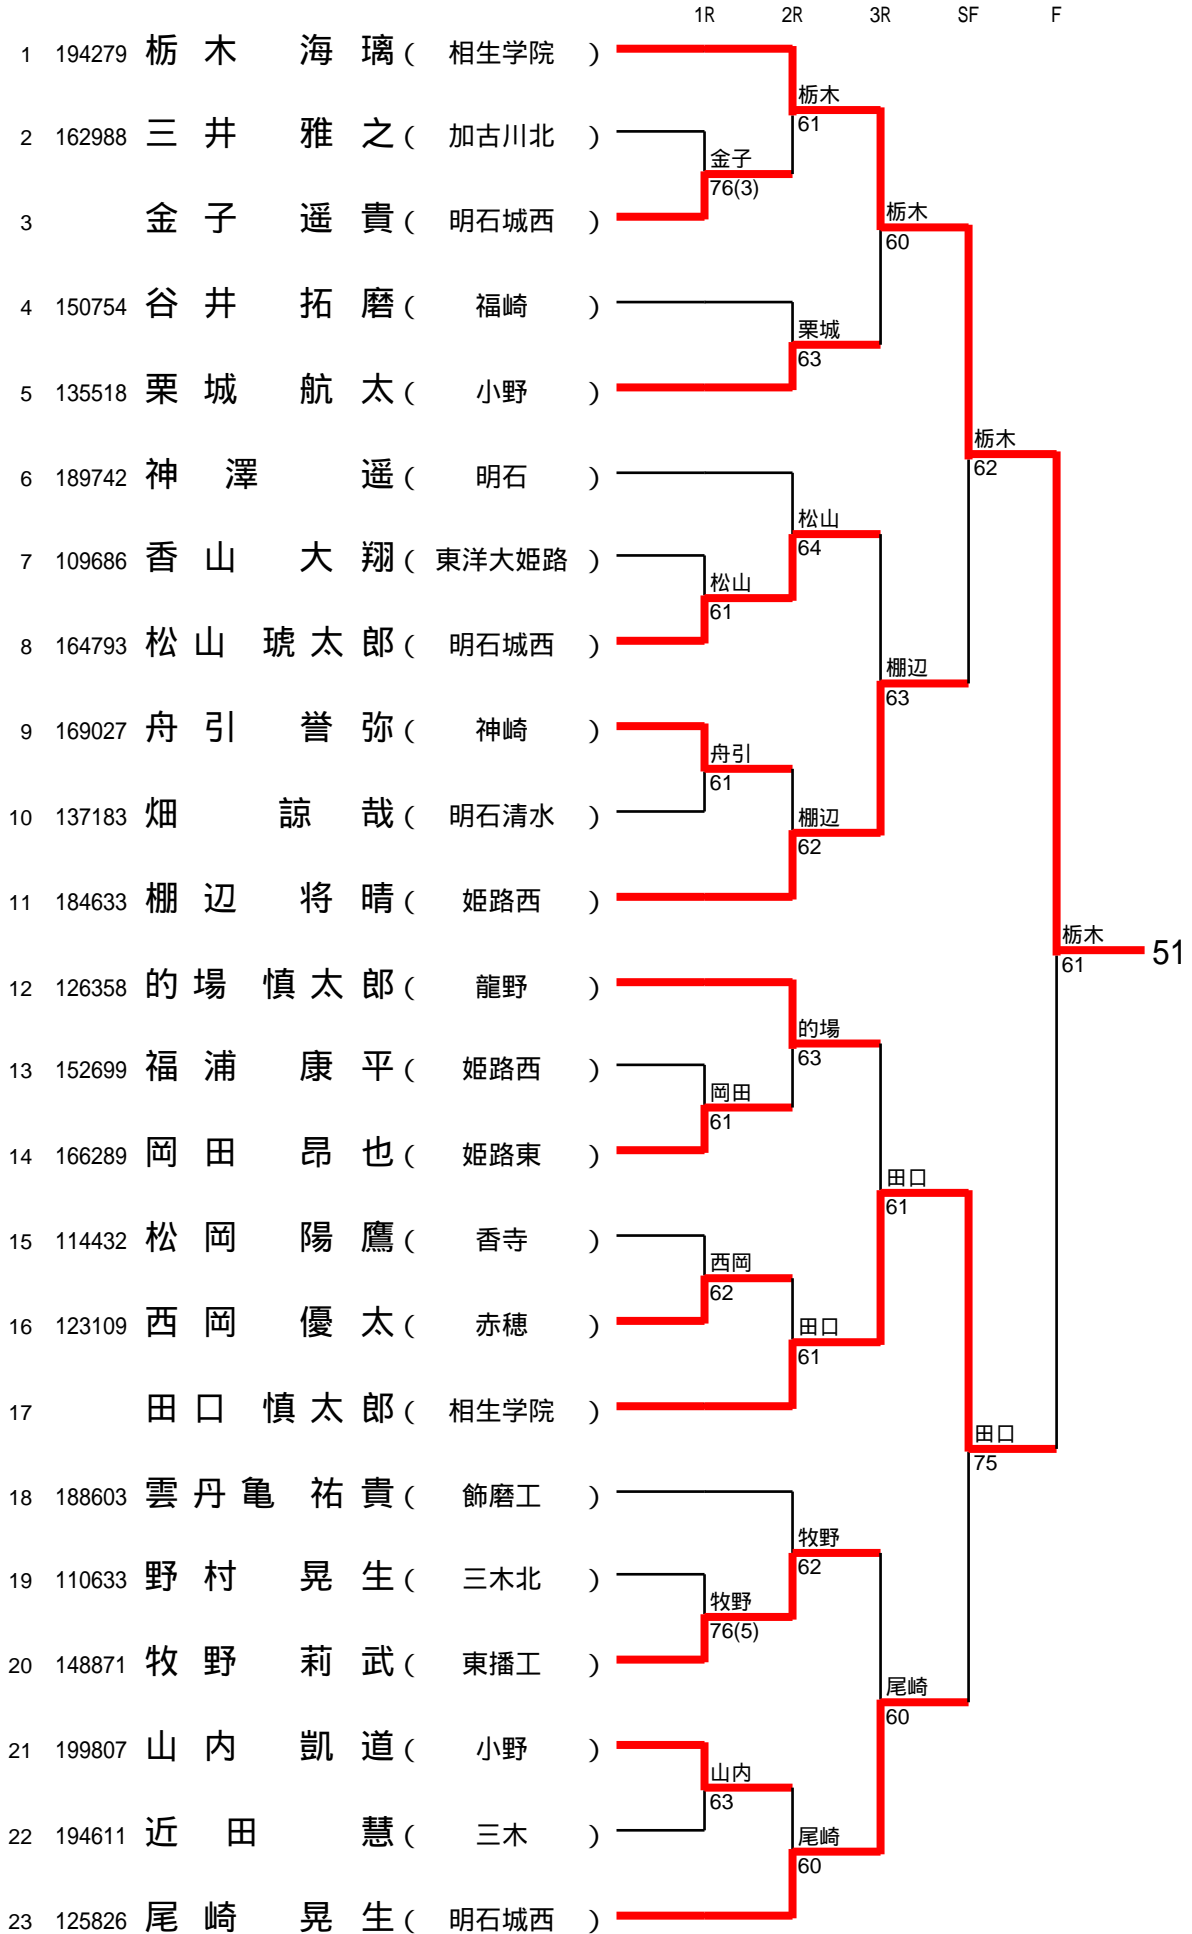 1R 2R 3R SF F
1 194279 栃木 海璃 ( 相生学院 )
栃木
61
2 162988 三井 雅之 ( 加古川北 )
金子
76(3)
3 金子 遥貴 ( 明石城西 )
栃木
60
4 150754 谷井 拓磨 ( 福崎 )
栗城
63
5 135518 栗城 航太 ( 小野 )
栃木
62
6 189742 神澤 遥 ( 明石 )
松山
64
7 109686 香山 大翔 ( 東洋大姫路 )
松山
61
8 164793 松山 琥太郎 ( 明石城西 )
棚辺
63
9 169027 舟引 誉弥 ( 神崎 )
舟引
61
10 137183 畑 諒哉 ( 明石清水 )
棚辺
62
11 184633 棚辺 将晴 ( 姫路西 )
栃木
61
51
12 126358 的場 慎太郎 ( 龍野 )
的場
63
13 152699 福浦 康平 ( 姫路西 )
岡田
61
14 166289 岡田 昂也 ( 姫路東 )
田口
61
15 114432 松岡 陽鷹 ( 香寺 )
西岡
62
16 123109 西岡 優太 ( 赤穂 )
田口
61
17 田口 慎太郎 ( 相生学院 )
田口
75
18 188603 雲丹亀 祐貴 ( 飾磨工 )
牧野
62
19 110633 野村 晃生 ( 三木北 )
牧野
76(5)
20 148871 牧野 莉武 ( 東播工 )
尾崎
60
21 199807 山内 凱道 ( 小野 )
山内
63
22 194611 近田 慧 ( 三木 )
尾崎
60
23 125826 尾崎 晃生 ( 明石城西 )